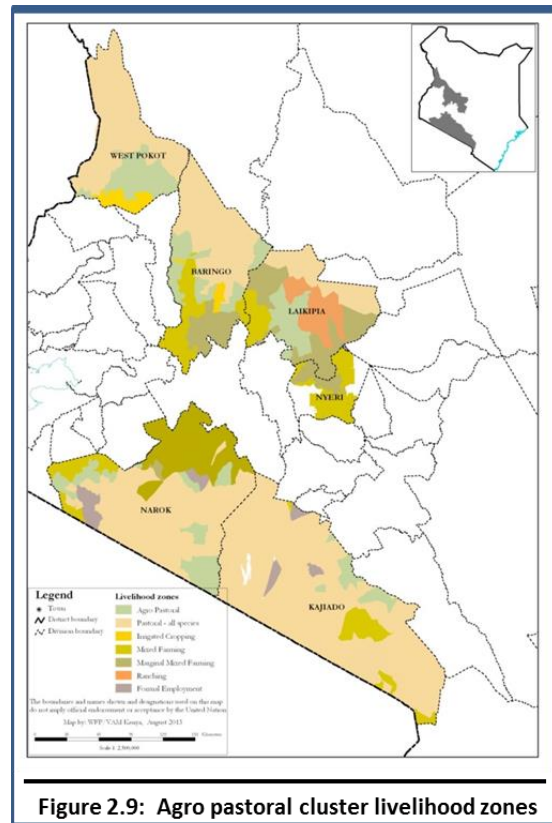 WEST POKOT
BARINGO
LAIKIPIA
NYERI
NAROK
KAJIADO
Legend
Town
District boundary
Division boundary
Livelihood zones
Agro Pastoral
Pastoral - all species
Irrigated Cropping
Mixed Farming
Marginal Mixed Farming
Ranching
Formal Employment
The boundaries and names shown and designations used on this map
do not imply official endorsement or acceptance by the United Nation
Map by: WFP/VAM Kenya, August 2013
Kilometers
Figure 2.9: Agro pastoral cluster livelihood zones